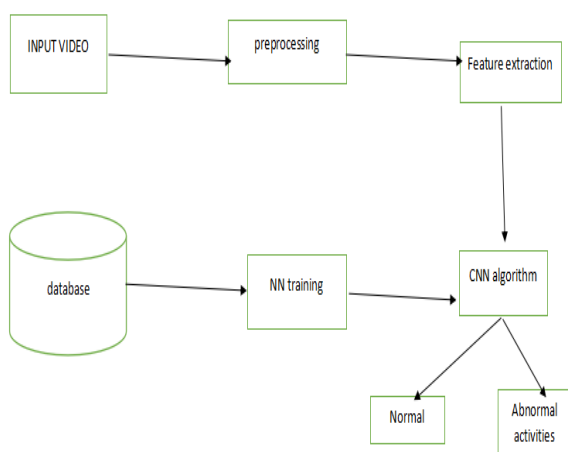 INPUT VIDEO
preprocessing
Feature extraction
database
NN training
CNN algorithm
Normal
Abnormal
activities